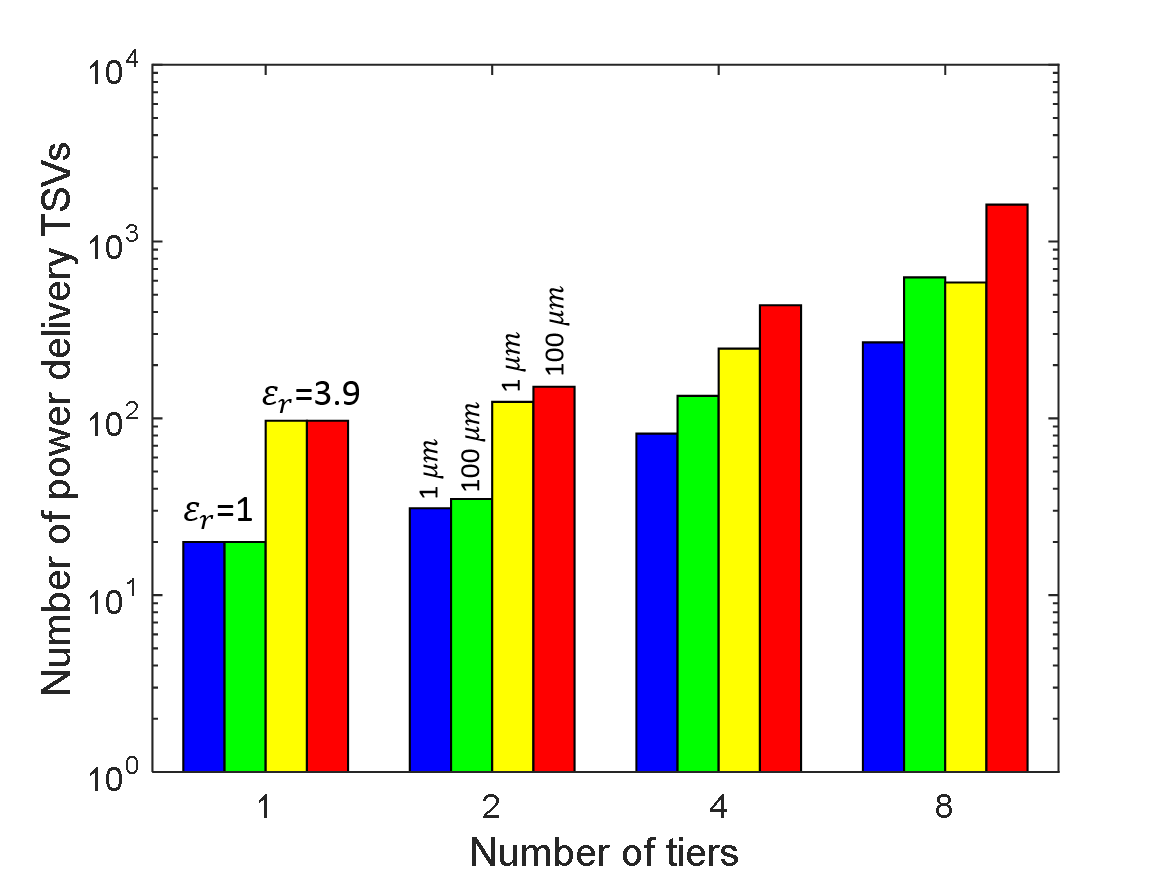 10^4
10^3
10^2
10^1
10^0
Number of power delivery TSVs
ε_r=1
ε_r=3.9
1 μm
100 μm
1 μm
100 μm
1 2 4 8
Number of tiers